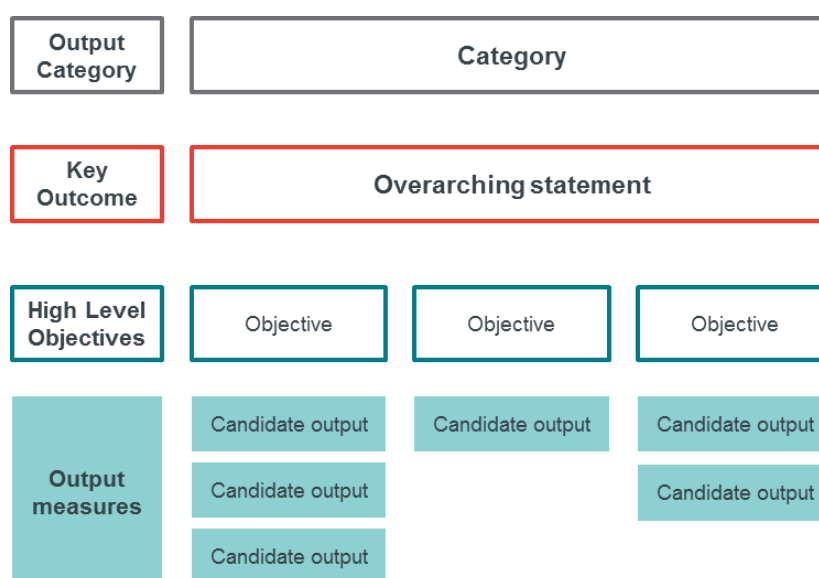 Output
Category
Category
Key
Outcome
Overarching statement
High Level
Objectives
Objective
Objective
Objective
Output
measures
Candidate output
Candidate output
Candidate output
Candidate output
Candidate output
Candidate output